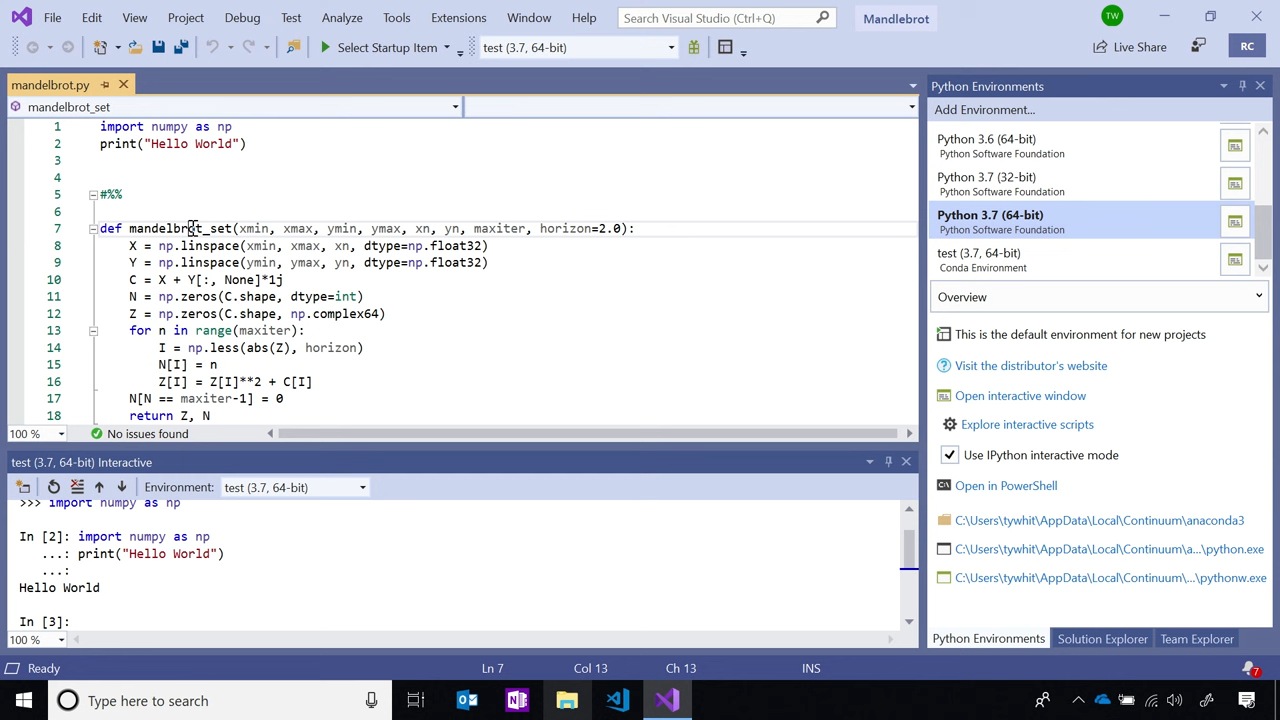 File Edit View Project Debug Test Analyze Tools Extensions Window Help Search Visual Studio (Ctrl+Q) Mandlebrot TW
Select Startup Item test (3.7, 64-bit) Live Share RC
mandelbrot.py
mandelbrot_set
1 import numpy as np
2 print("Hello World")
3
4
5 #%%
6
7 def mandelbrot_set(xmin, xmax, ymin, ymax, xn, yn, maxiter, horizon=2.0):
8 X = np.linspace(xmin, xmax, xn, dtype=np.float32)
9 Y = np.linspace(ymin, ymax, yn, dtype=np.float32)
10 C = X + Y[:, None]*1j
11 N = np.zeros(C.shape, dtype=int)
12 Z = np.zeros(C.shape, np.complex64)
13 for n in range(maxiter):
14 I = np.less(abs(Z), horizon)
15 N[I] = n
16 Z[I] = Z[I]**2 + C[I]
17 N[N == maxiter-1] = 0
18 return Z, N
100 % No issues found
test (3.7, 64-bit) Interactive
Environment: test (3.7, 64-bit)
>>> import numpy as np
In [2]: import numpy as np
...: print("Hello World")
...:
Hello World
In [3]:
100 %
Python Environments
Add Environment...
Python 3.6 (64-bit)
Python Software Foundation
Python 3.7 (32-bit)
Python Software Foundation
Python 3.7 (64-bit)
Python Software Foundation
test (3.7, 64-bit)
Conda Environment
Overview
This is the default environment for new projects
Visit the distributor's website
Open interactive window
Explore interactive scripts
Use IPython interactive mode
Open in PowerShell
C:\Users\tywhit\AppData\Local\Continuum\anaconda3
C:\Users\tywhit\AppData\Local\Continuum\a...\python.exe
C:\Users\tywhit\AppData\Local\Continuum\...\pythonw.exe
Python Environments Solution Explorer Team Explorer
Ready Ln 7 Col 13 Ch 13 INS 7
Type here to search